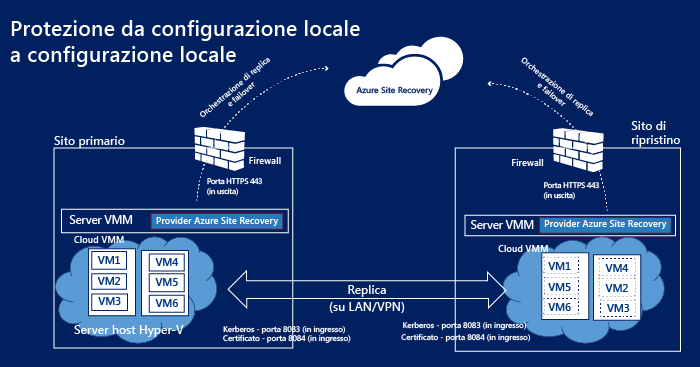 Protezione da configurazione locale
a configurazione locale
Orchestrazione di replica
e failover
Azure Site Recovery
Orchestrazione di replica
e failover
Sito primario
Firewall
Porta HTTPS 443
(in uscita)
Server VMM
Provider Azure Site Recovery
Cloud VMM
VM1
VM2
VM3
VM4
VM5
VM6
Server host Hyper-V
Replica
(su LAN/VPN)
Kerberos - porta 8083 (in ingresso)
Certificato - porta 8084 (in ingresso)
Sito di
ripristino
Firewall
Porta HTTPS 443
(in uscita)
Server VMM
Provider Azure Site Recovery
Cloud VMM
VM1
VM5
VM6
VM4
VM2
VM3
Kerberos - porta 8083 (in ingresso)
Certificato - porta 8084 (in ingresso)